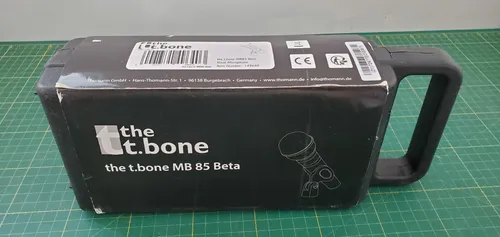 the
t.bone
Thomann GmbH • Hans-Thomann-Str. 1 • 96138 Burgebrach • Germany • www.thomann.de • info@thomann.de
CE
the
t.bone
the t.bone MB 85 Beta